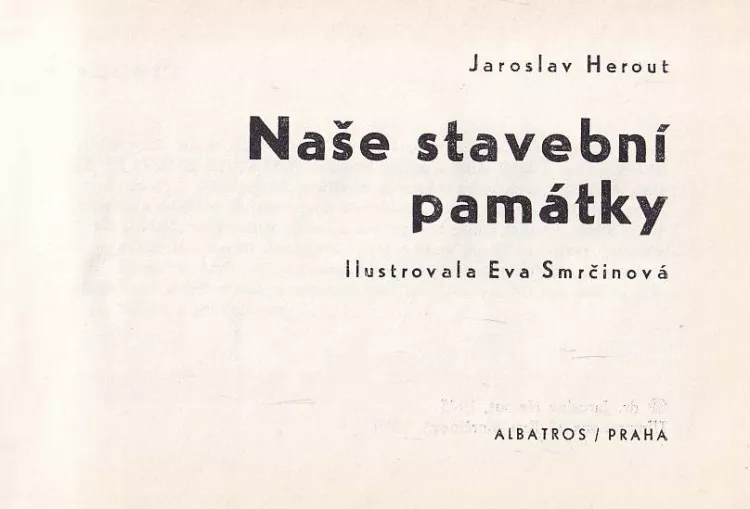 Jaroslav Herout
Naše stavební
památky
Ilustrovala Eva Smrčinová
ALBATROS / PRAHA